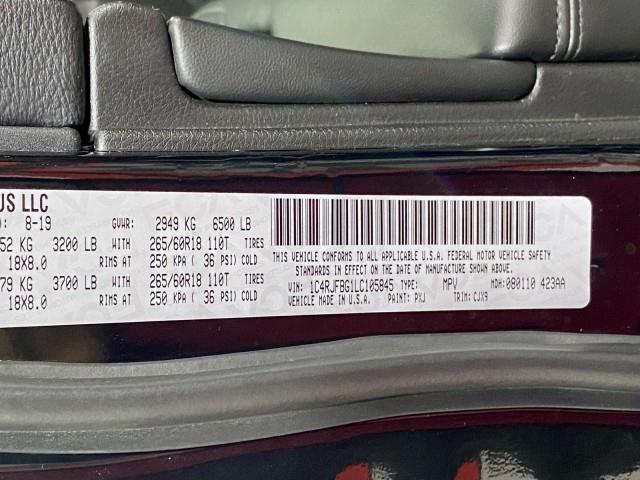 US LLC
: 8-19 GVWR: 2949 KG 6500 LB
52 KG 3200 LB WITH 265/60R18 110T TIRES
18X8.0 RIMS AT 250 KPA ( 36 PSI) COLD
79 KG 3700 LB WITH 265/60R18 110T TIRES
18X8.0 RIMS AT 250 KPA ( 36 PSI) COLD
THIS VEHICLE CONFORMS TO ALL APPLICABLE U.S.A. FEDERAL MOTOR VEHICLE SAFETY
STANDARDS IN EFFECT ON THE DATE OF MANUFACTURE SHOWN ABOVE.
VIN: 1C4RJFBG1LC105845 TYPE: MPV MDH: 080110 423AA
VEHICLE MADE IN U.S.A. PAINT: PXJ TRIM: CJX9